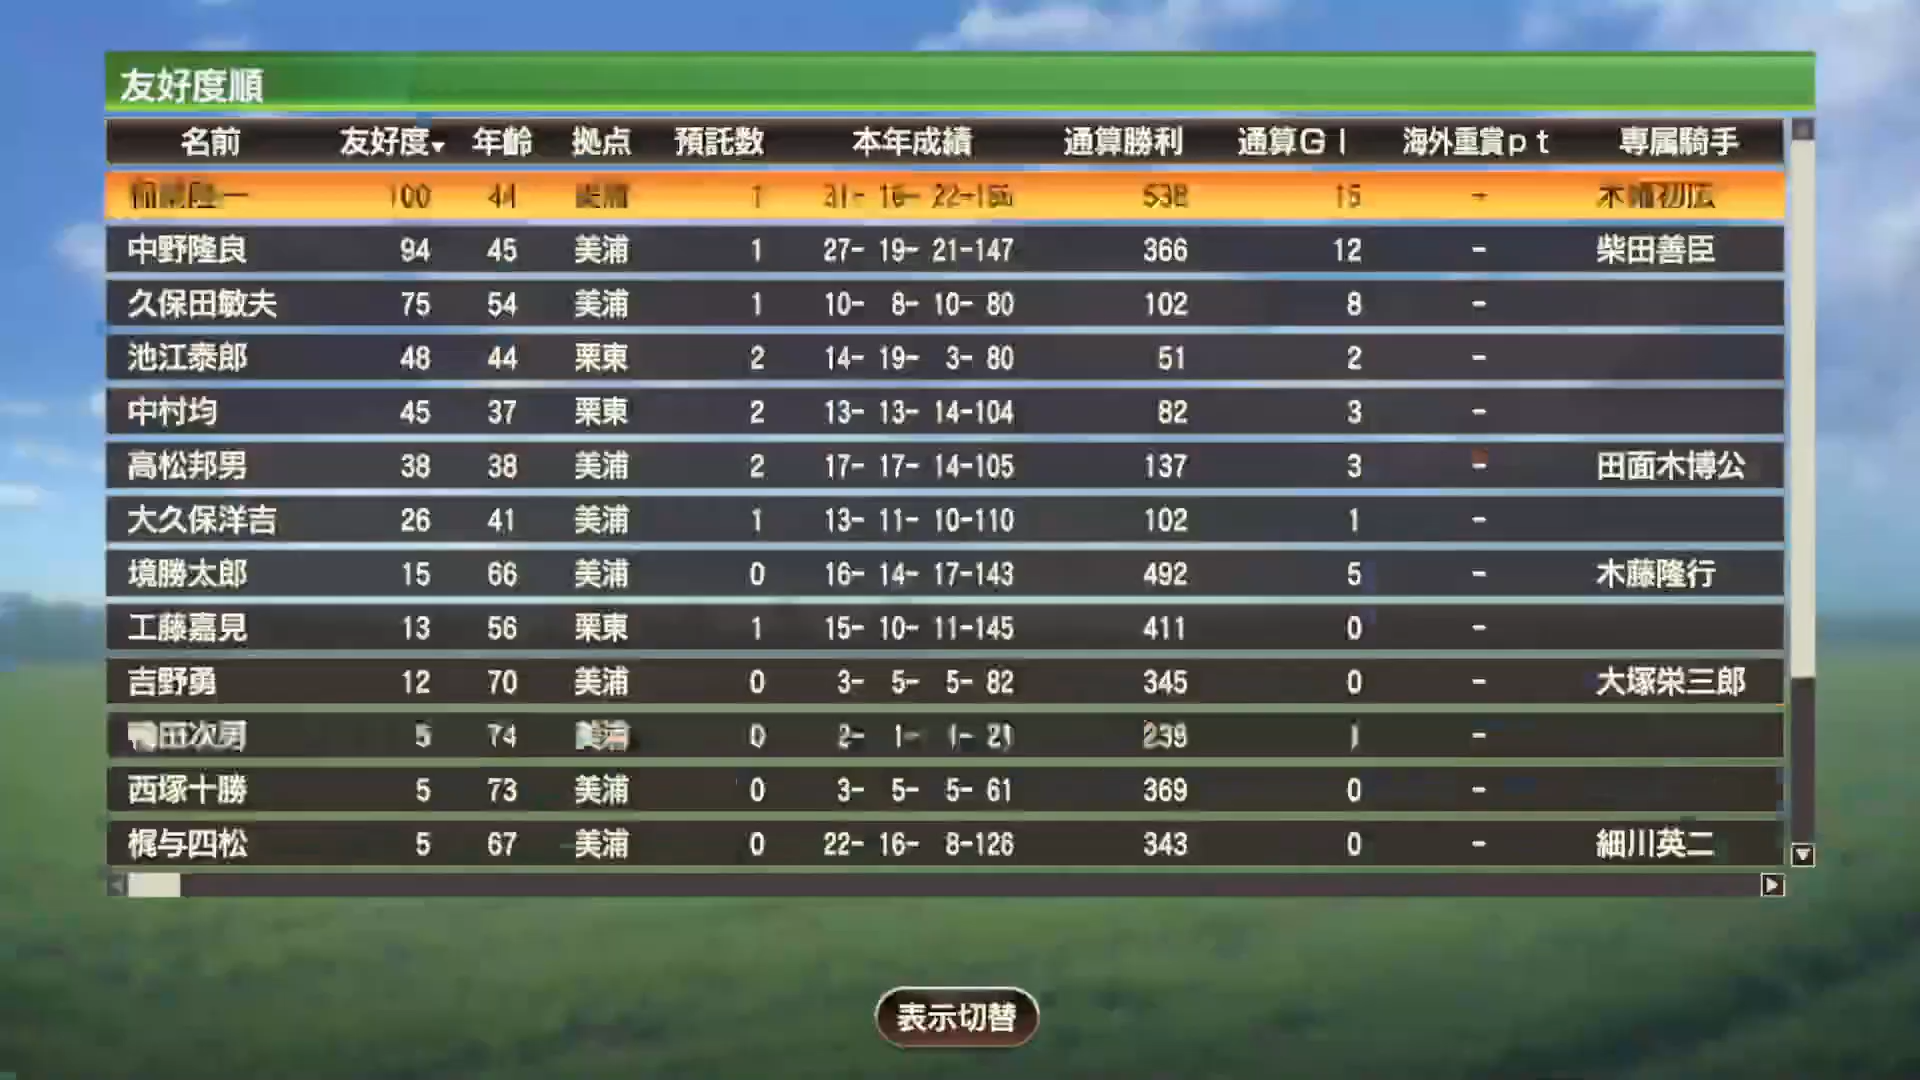 友好度順
名前 友好度▼ 年齢 拠点 預託数 本年成績 通算勝利 通算GⅠ 海外重賞pt 専属騎手
100 44 美浦 1 31- 16- 22-156 538 15 -
中野隆良 94 45 美浦 1 27- 19- 21-147 366 12 - 柴田善臣
久保田敏夫 75 54 美浦 1 10- 8- 10- 80 102 8 -
池江泰郎 48 44 栗東 2 14- 19- 3- 80 51 2 -
中村均 45 37 栗東 2 13- 13- 14-104 82 3 -
高松邦男 38 38 美浦 2 17- 17- 14-105 137 3 - 田面木博公
大久保洋吉 26 41 美浦 1 13- 11- 10-110 102 1 -
境勝太郎 15 66 美浦 0 16- 14- 17-143 492 5 - 木藤隆行
工藤嘉見 13 56 栗東 1 15- 10- 11-145 411 0 -
吉野勇 12 70 美浦 0 3- 5- 5- 82 345 0 - 大塚栄三郎
田次男 5 74 美浦 0 2- 1- 1- 21 239 1 -
西塚十勝 5 73 美浦 0 3- 5- 5- 61 369 0 -
梶与四松 5 67 美浦 0 22- 16- 8-126 343 0 - 細川英二
表示切替